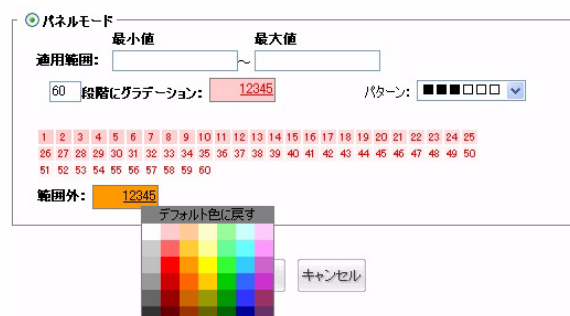 パネルモード
最小値 最大値
適用範囲: ~
60 段階にグラデーション: 12345 パターン: ■■■□□□
1 2 3 4 5 6 7 8 9 10 11 12 13 14 15 16 17 18 19 20 21 22 23 24 25
26 27 28 29 30 31 32 33 34 35 36 37 38 39 40 41 42 43 44 45 46 47 48 49 50
51 52 53 54 55 56 57 58 59 60
範囲外: 12345
デフォルト色に戻す
キャンセル